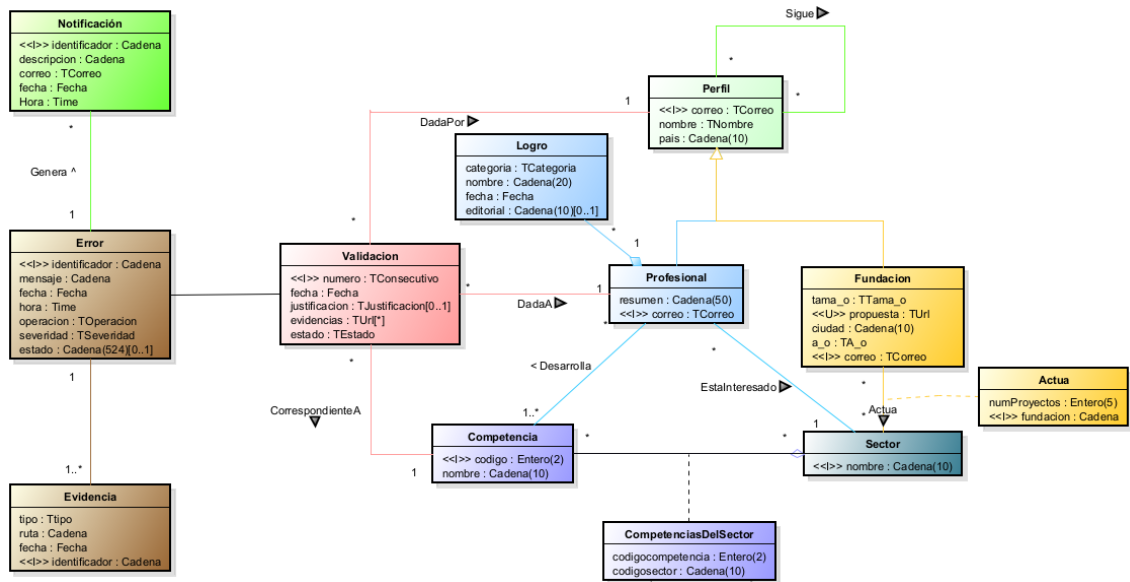 Notificación
<<I>> identificador : Cadena
descripcion : Cadena
correo : TCorreo
fecha : Fecha
Hora : Time
*
Genera ^
1
Error
<<I>> identificador : Cadena
mensaje : Cadena
fecha : Fecha
hora : Time
operacion : TOperacion
severidad : TSeveridad
estado : Cadena(524)[0..1]
1
1..*
Evidencia
tipo : Ttipo
ruta : Cadena
fecha : Fecha
<<I>> identificador : Cadena
Sigue
*
*
Perfil
<<I>> correo : TCorreo
nombre : TNombre
pais : Cadena(10)
1
DadaPor
*
Logro
categoria : TCategoria
nombre : Cadena(20)
fecha : Fecha
editorial : Cadena(10)[0..1]
*
1
Validacion
<<I>> numero : TConsecutivo
fecha : Fecha
justificacion : TJustificacion[0..1]
evidencias : TUrl[*]
estado : TEstado
*
1
DadaA
Profesional
resumen : Cadena(50)
<<I>> correo : TCorreo
Fundacion
tama_o : TTama_o
<<U>> propuesta : TUrl
ciudad : Cadena(10)
a_o : TA_o
<<I>> correo : TCorreo
*
CorrespondienteA
1
*
< Desarrolla
1..*
*
EstaInteresado
1
*
Actua
*
Actua
numProyectos : Entero(5)
<<I>> fundacion : Cadena
Competencia
<<I>> codigo : Entero(2)
nombre : Cadena(10)
*
*
Sector
<<I>> nombre : Cadena(10)
CompetenciasDelSector
codigocompetencia : Entero(2)
codigosector : Cadena(10)